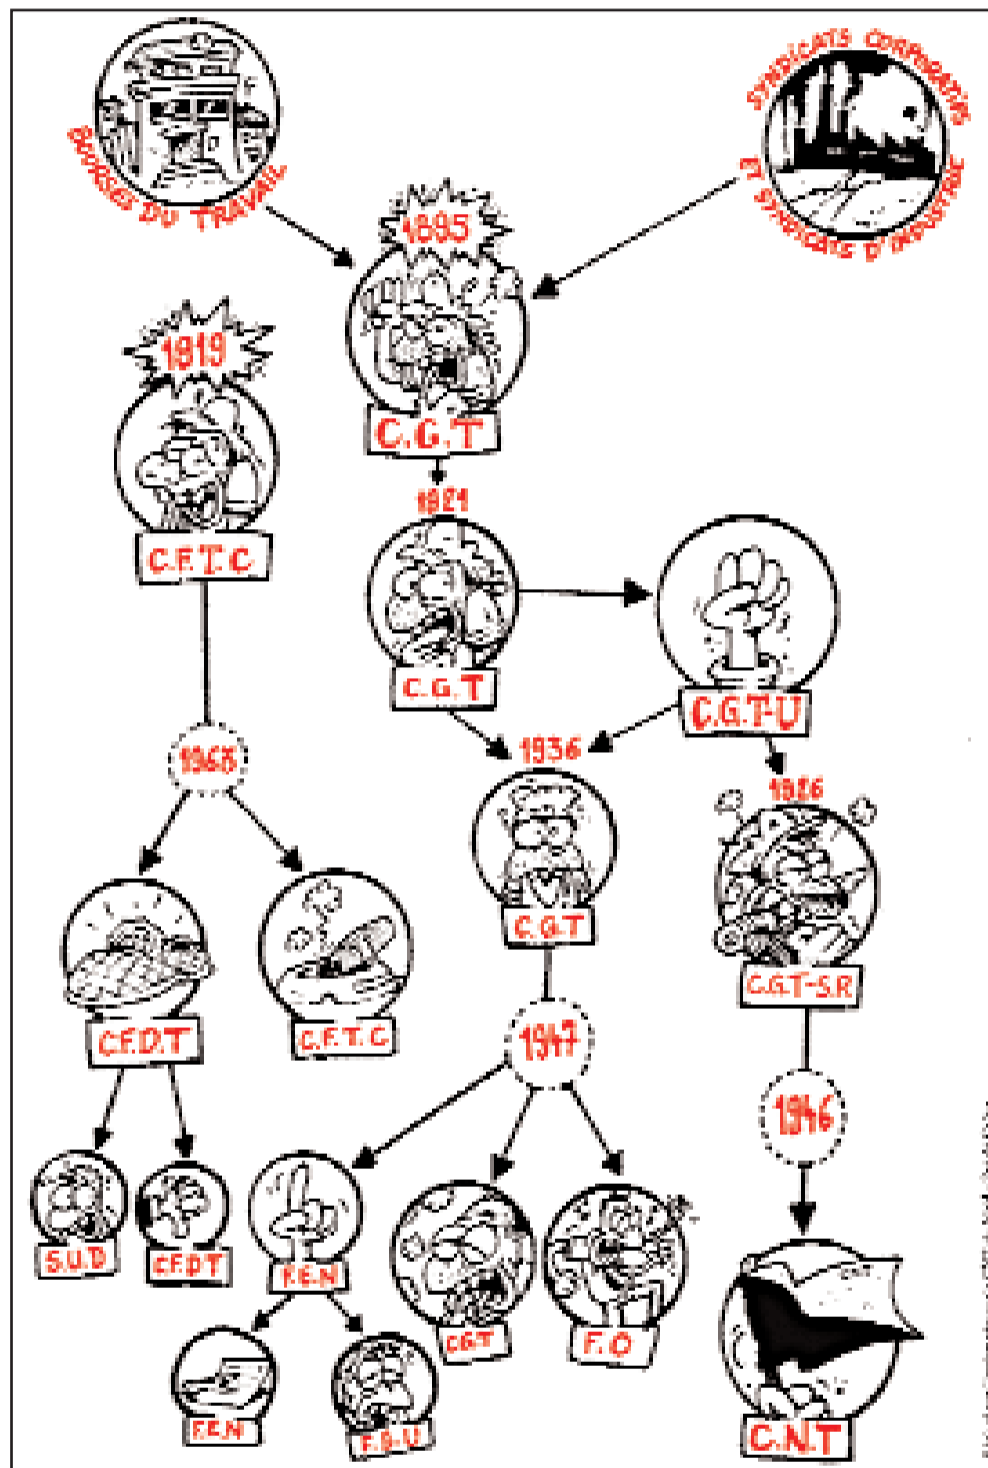 BOURSES DU TRAVAIL
SYNDICATS CORPORATIFS
ET SYNDICATS D'INDUSTRIE
1895
C.G.T
1919
C.F.T.C.
1921
C.G.T
C.G.T-U
1936
C.G.T
1926
C.G.T-S.R
1968
C.F.D.T
C.F.T.C
1947
1946
S.U.D
C.F.D.T
F.E.N
C.G.T
F.O
F.E.N
F.S.U
C.N.T